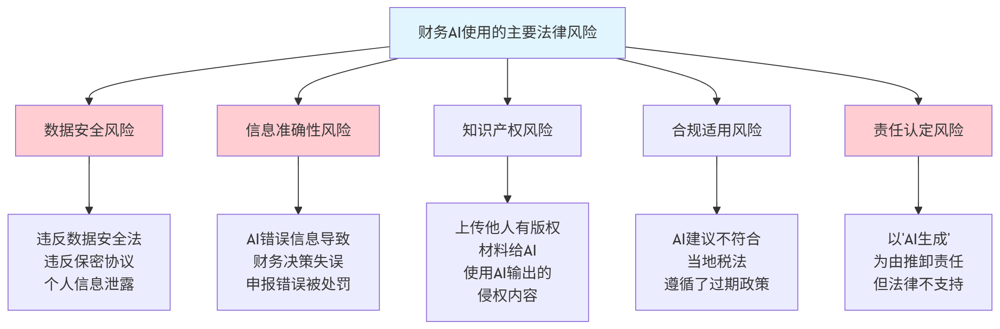 财务AI使用的主要法律风险
数据安全风险
信息准确性风险
知识产权风险
合规适用风险
责任认定风险
违反数据安全法
违反保密协议
个人信息泄露
AI错误信息导致
财务决策失误
申报错误被处罚
上传他人有版权
材料给AI
使用AI输出的
侵权内容
AI建议不符合
当地税法
遵循了过期政策
以'AI生成'
为由推卸责任
但法律不支持